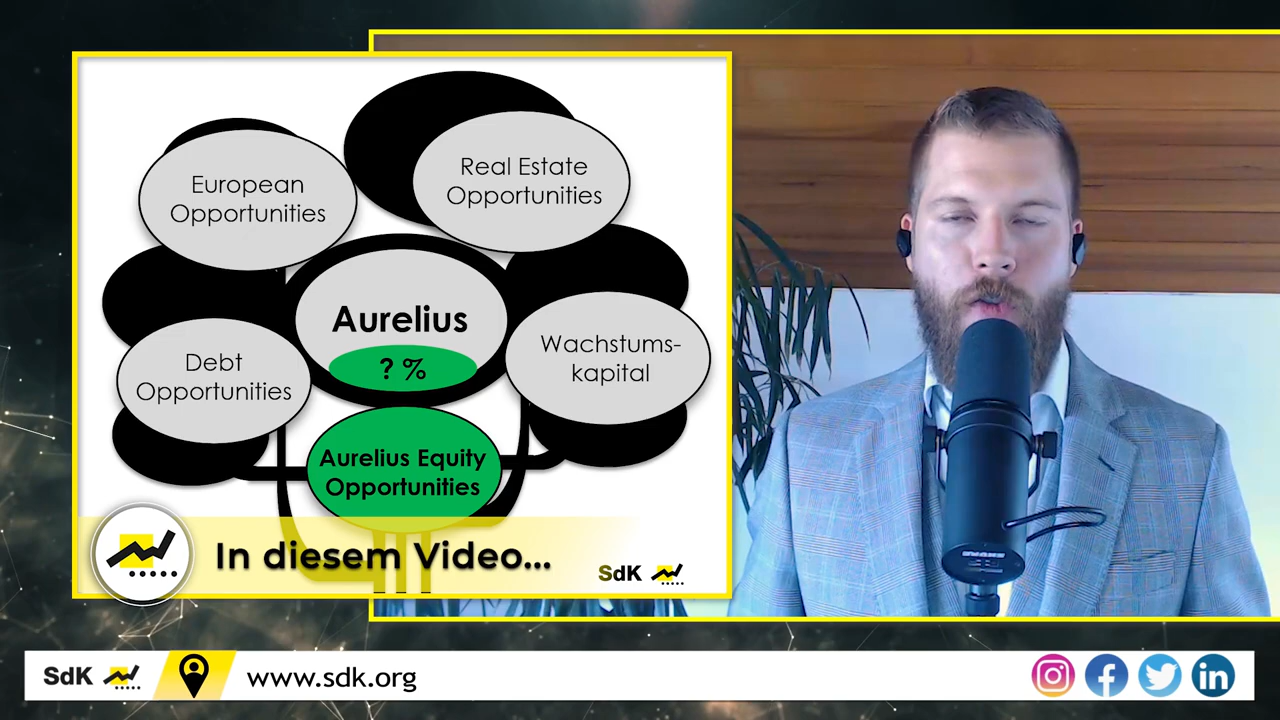 European
Opportunities
Real Estate
Opportunities
Aurelius
? %
Debt
Opportunities
Wachstums-
kapital
Aurelius Equity
Opportunities
In diesem Video...
SdK
SdK
www.sdk.org
in